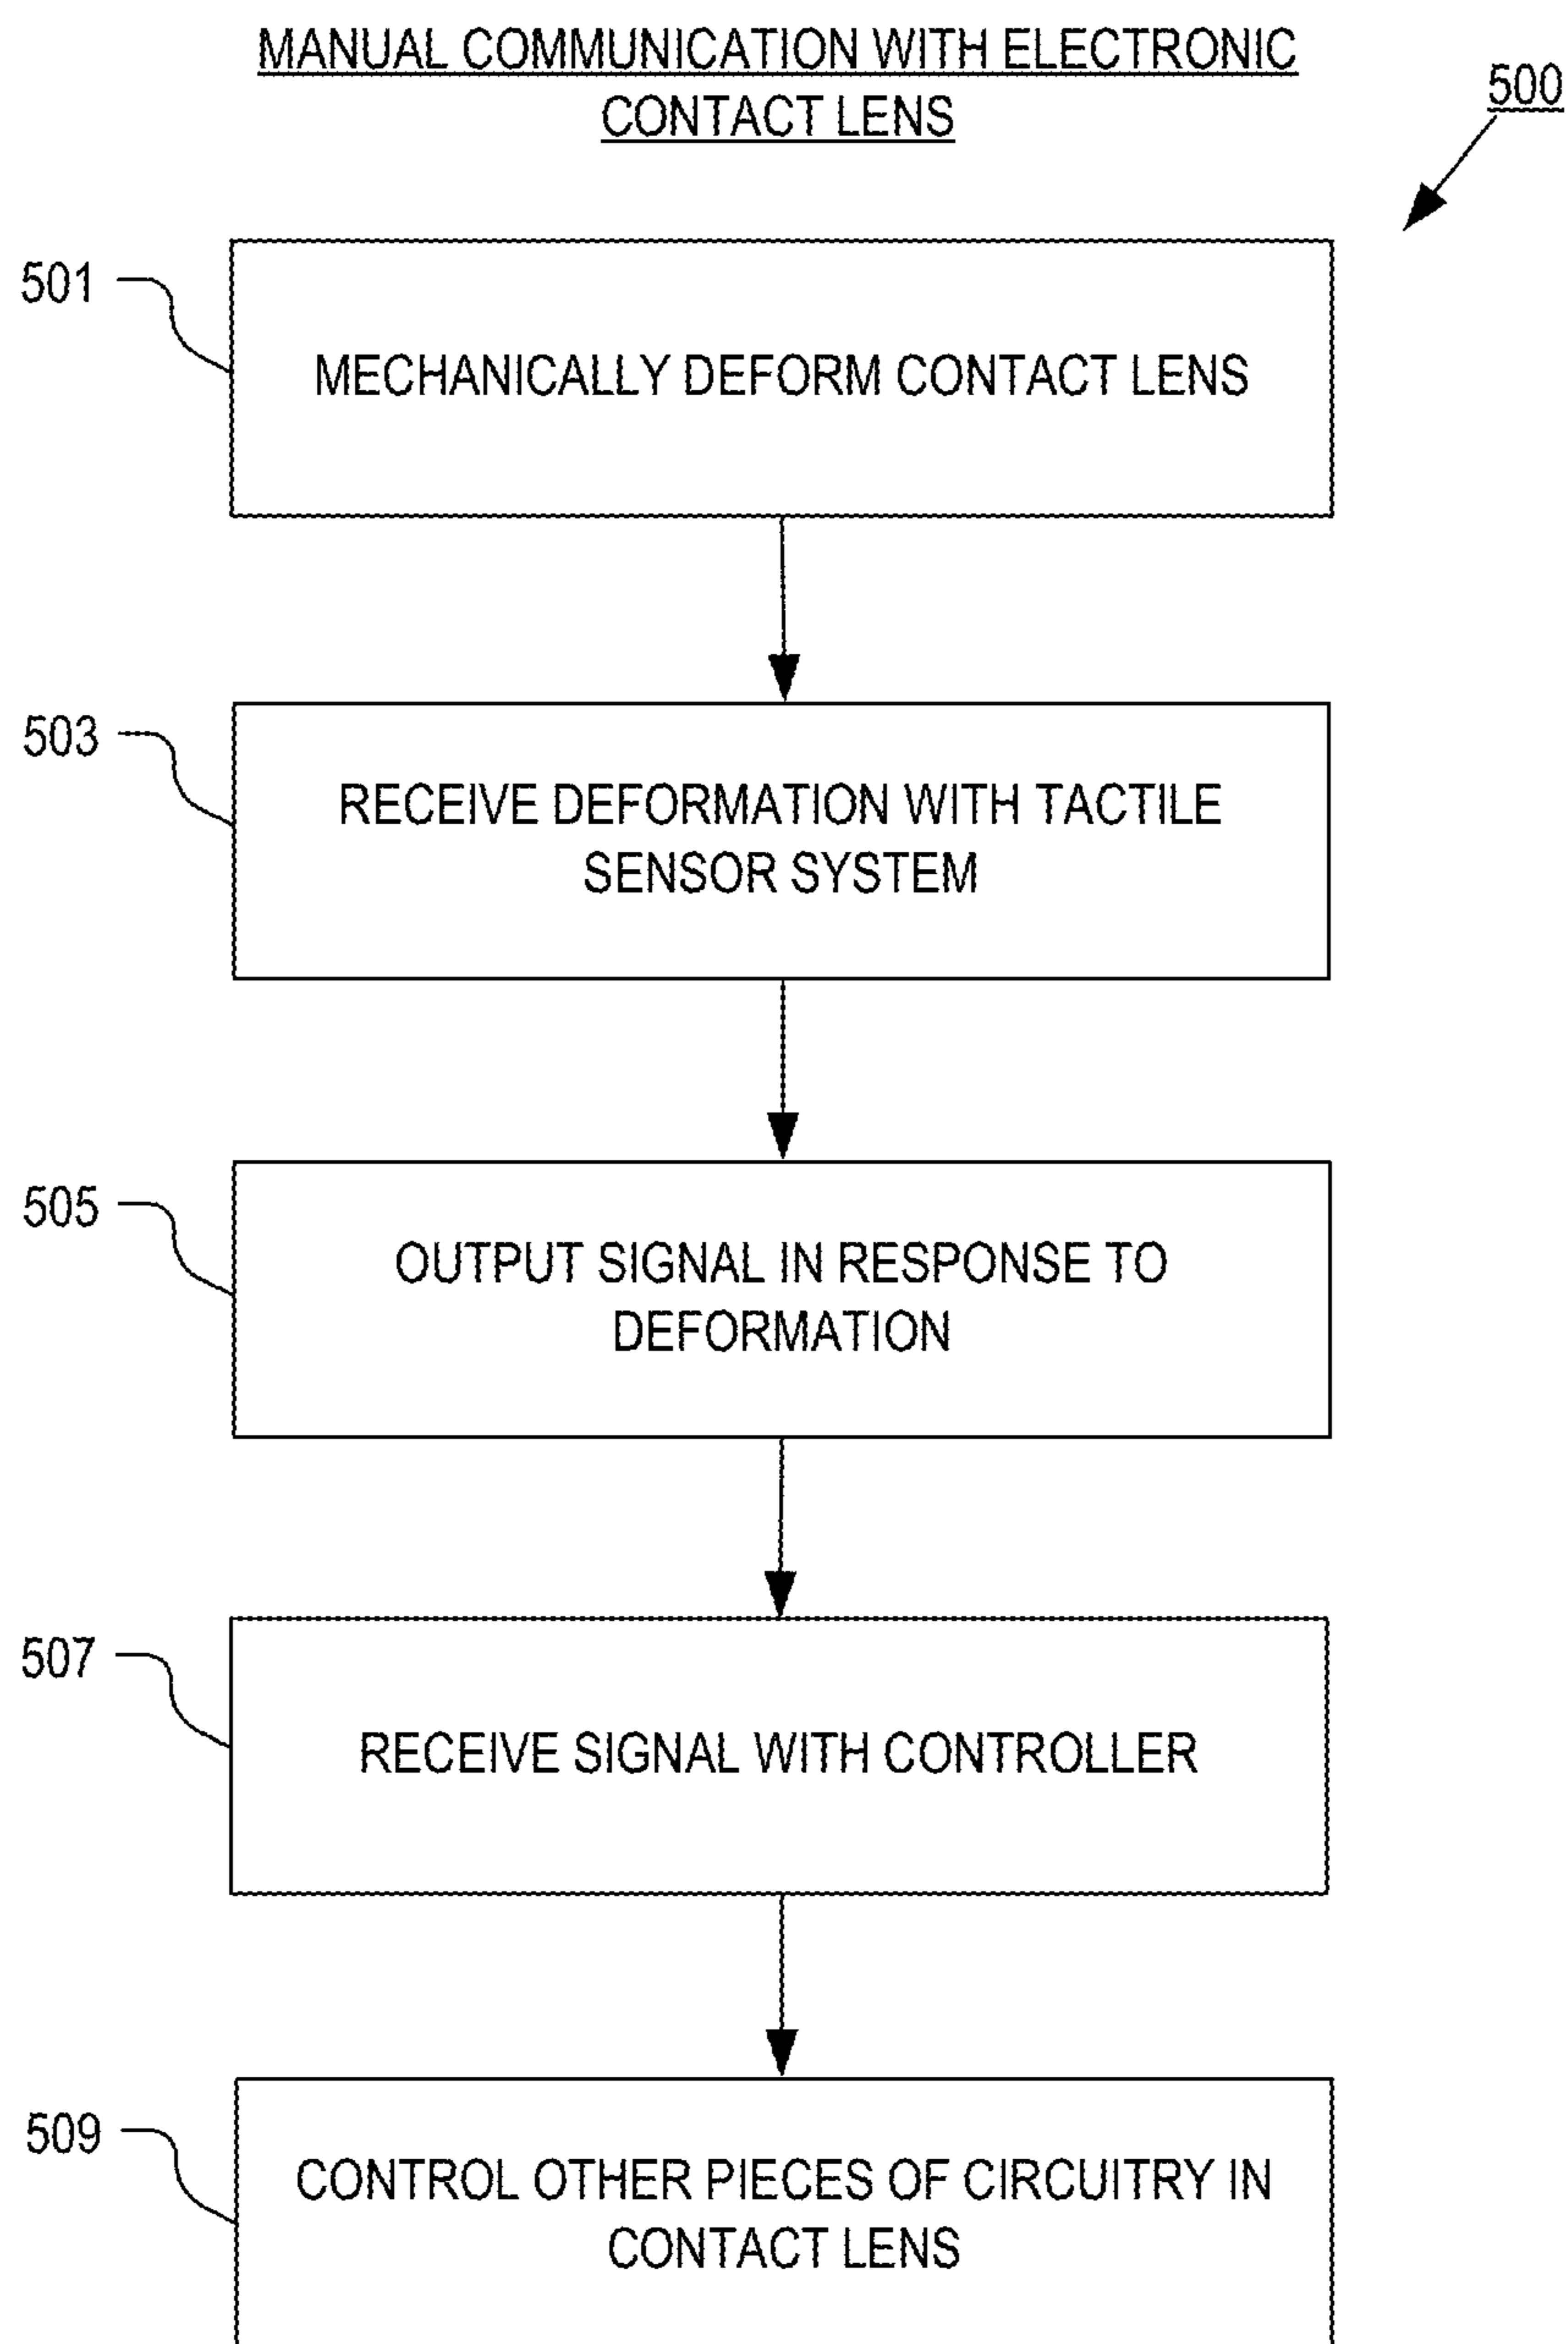 MANUAL COMMUNICATION WITH ELECTRONIC
CONTACT LENS
500
501
MECHANICALLY DEFORM CONTACT LENS
503
RECEIVE DEFORMATION WITH TACTILE
SENSOR SYSTEM
505
OUTPUT SIGNAL IN RESPONSE TO
DEFORMATION
507
RECEIVE SIGNAL WITH CONTROLLER
509
CONTROL OTHER PIECES OF CIRCUITRY IN
CONTACT LENS